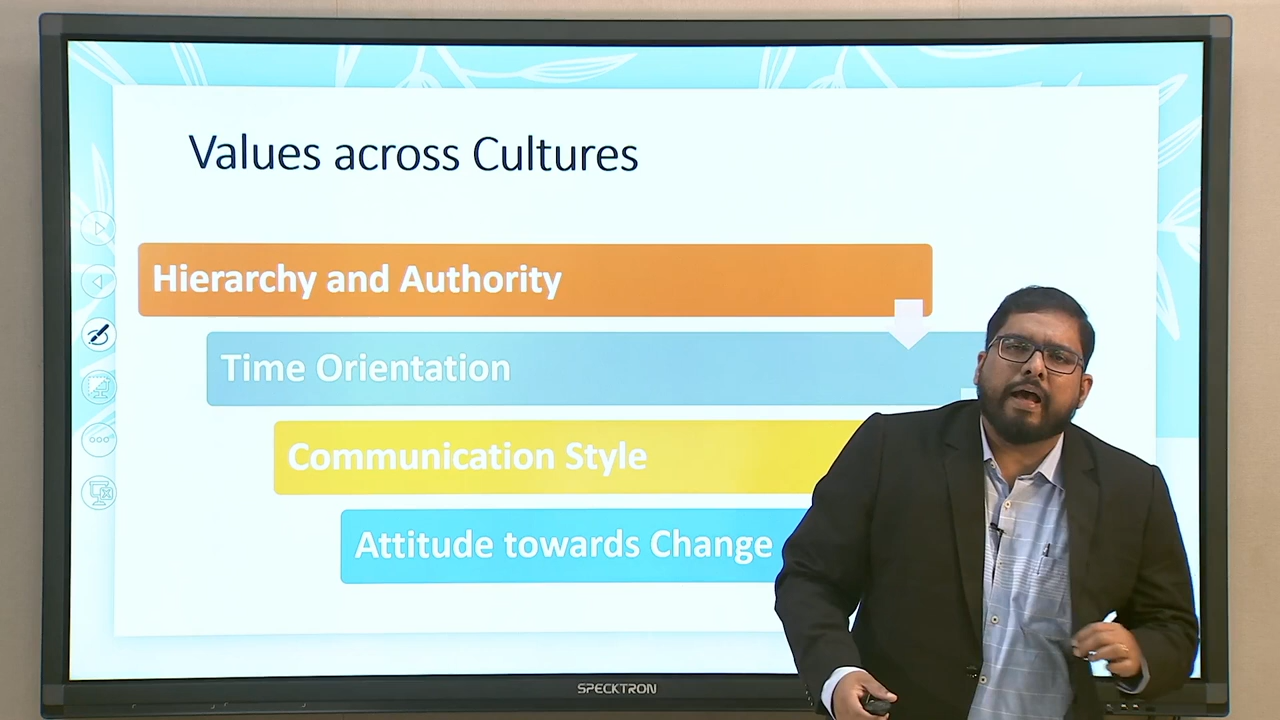 Values across Cultures
Hierarchy and Authority
Time Orientation
Communication Style
Attitude towards Change
SPECKTRON